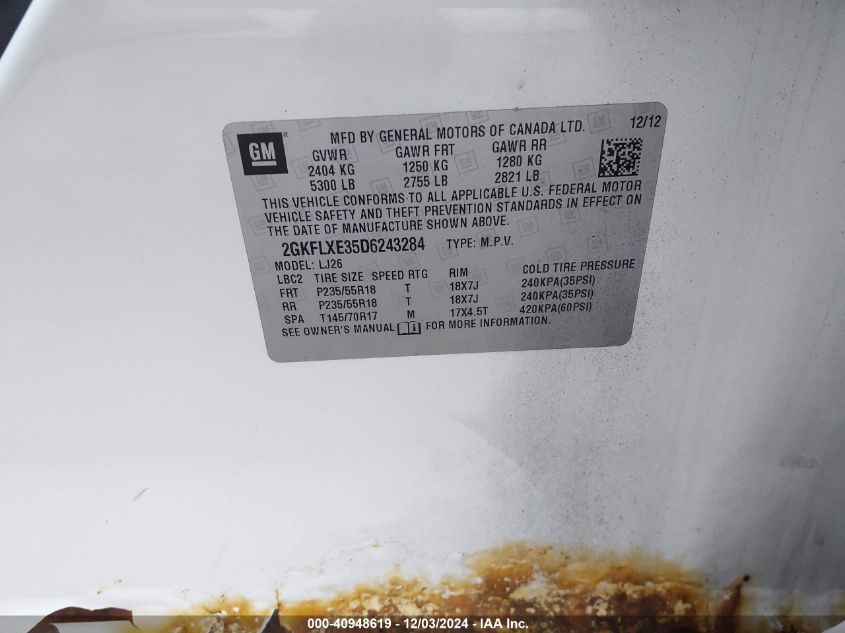 GM
MFD BY GENERAL MOTORS OF CANADA LTD. 12/12
GVWR GAWR FRT GAWR RR
2404 KG 1250 KG 1280 KG
5300 LB 2755 LB 2821 LB
THIS VEHICLE CONFORMS TO ALL APPLICABLE U.S. FEDERAL MOTOR
VEHICLE SAFETY AND THEFT PREVENTION STANDARDS IN EFFECT ON
THE DATE OF MANUFACTURE SHOWN ABOVE.
2GKFLXE35D6243284 TYPE: M.P.V.
MODEL: LJ26
LBC2 TIRE SIZE SPEED RTG RIM COLD TIRE PRESSURE
FRT P235/55R18 T 18X7J 240KPA(35PSI)
RR P235/55R18 T 18X7J 240KPA(35PSI)
SPA T145/70R17 M 17X4.5T 420KPA(60PSI)
SEE OWNER'S MANUAL FOR MORE INFORMATION.
000-40948619 - 12/03/2024 - IAA Inc.